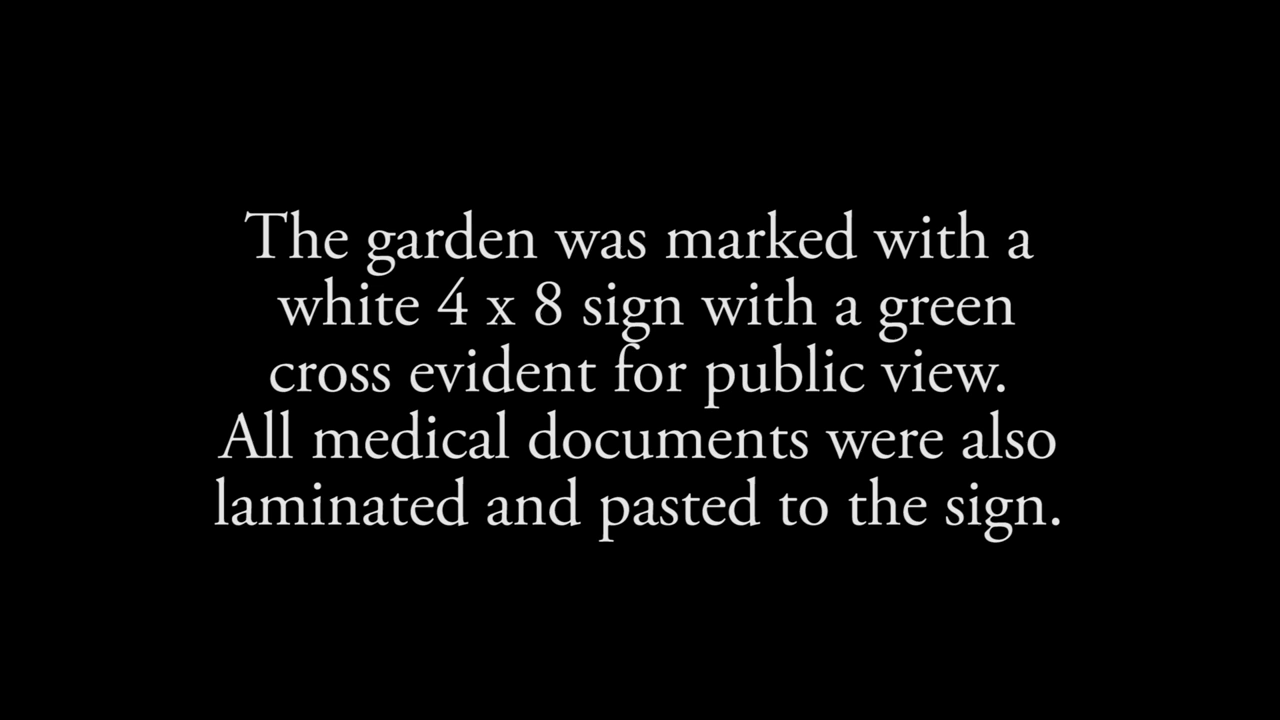 The garden was marked with a
white 4 x 8 sign with a green
cross evident for public view.
All medical documents were also
laminated and pasted to the sign.